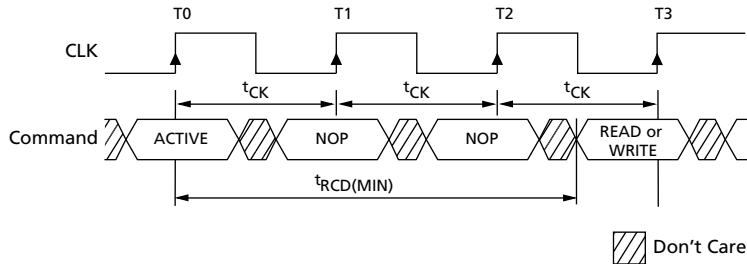 T0 T1 T2 T3
CLK
tCK tCK tCK
Command ACTIVE NOP NOP READ or
WRITE
tRCD(MIN)
Don't Care